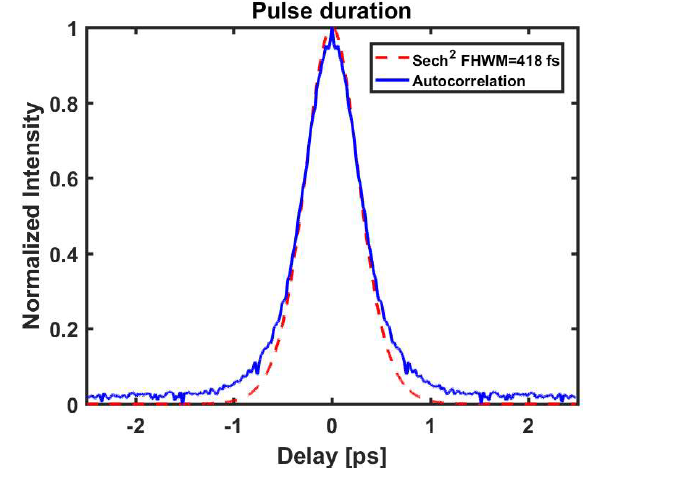 Pulse duration
Sech² FHWM=418 fs
Autocorrelation
Normalized Intensity
1
0.8
0.6
0.4
0.2
0
-2
-1
0
1
2
Delay [ps]